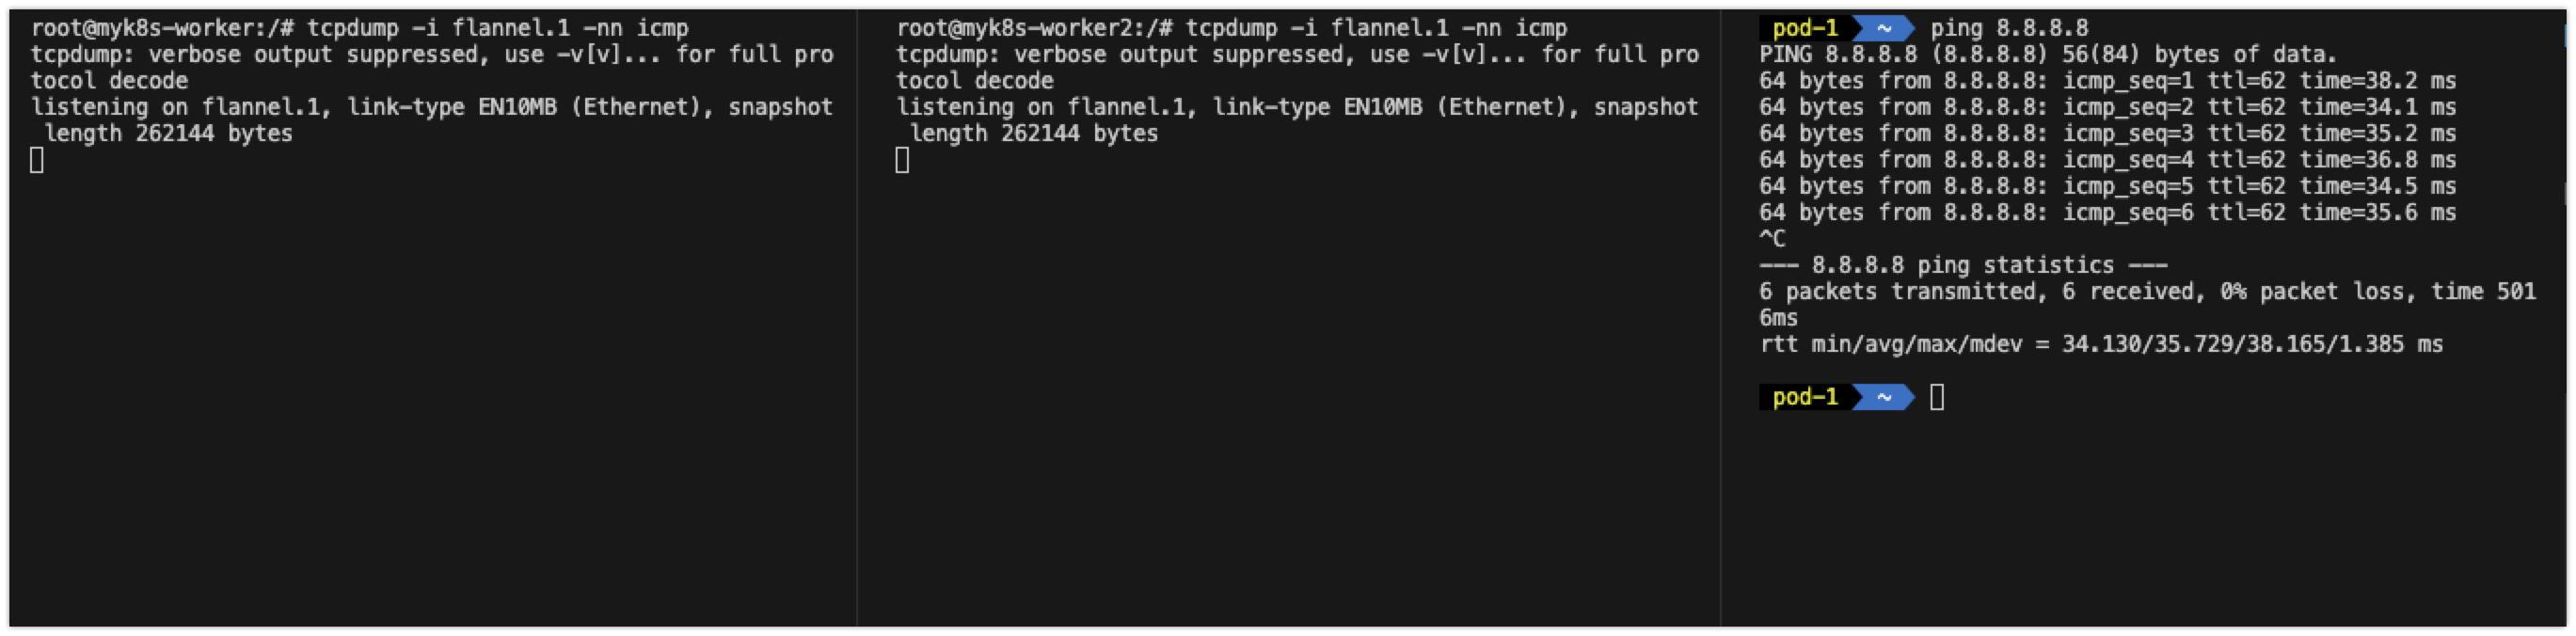 root@myk8s-worker:/# tcpdump -i flannel.1 -nn icmp
tcpdump: verbose output suppressed, use -v[v]... for full pro
tocol decode
listening on flannel.1, link-type EN10MB (Ethernet), snapshot
 length 262144 bytes
root@myk8s-worker2:/# tcpdump -i flannel.1 -nn icmp
tcpdump: verbose output suppressed, use -v[v]... for full pro
tocol decode
listening on flannel.1, link-type EN10MB (Ethernet), snapshot
 length 262144 bytes
pod-1 ~ ping 8.8.8.8
PING 8.8.8.8 (8.8.8.8) 56(84) bytes of data.
64 bytes from 8.8.8.8: icmp_seq=1 ttl=62 time=38.2 ms
64 bytes from 8.8.8.8: icmp_seq=2 ttl=62 time=34.1 ms
64 bytes from 8.8.8.8: icmp_seq=3 ttl=62 time=35.2 ms
64 bytes from 8.8.8.8: icmp_seq=4 ttl=62 time=36.8 ms
64 bytes from 8.8.8.8: icmp_seq=5 ttl=62 time=34.5 ms
64 bytes from 8.8.8.8: icmp_seq=6 ttl=62 time=35.6 ms
^C
--- 8.8.8.8 ping statistics ---
6 packets transmitted, 6 received, 0% packet loss, time 501
6ms
rtt min/avg/max/mdev = 34.130/35.729/38.165/1.385 ms
pod-1 ~